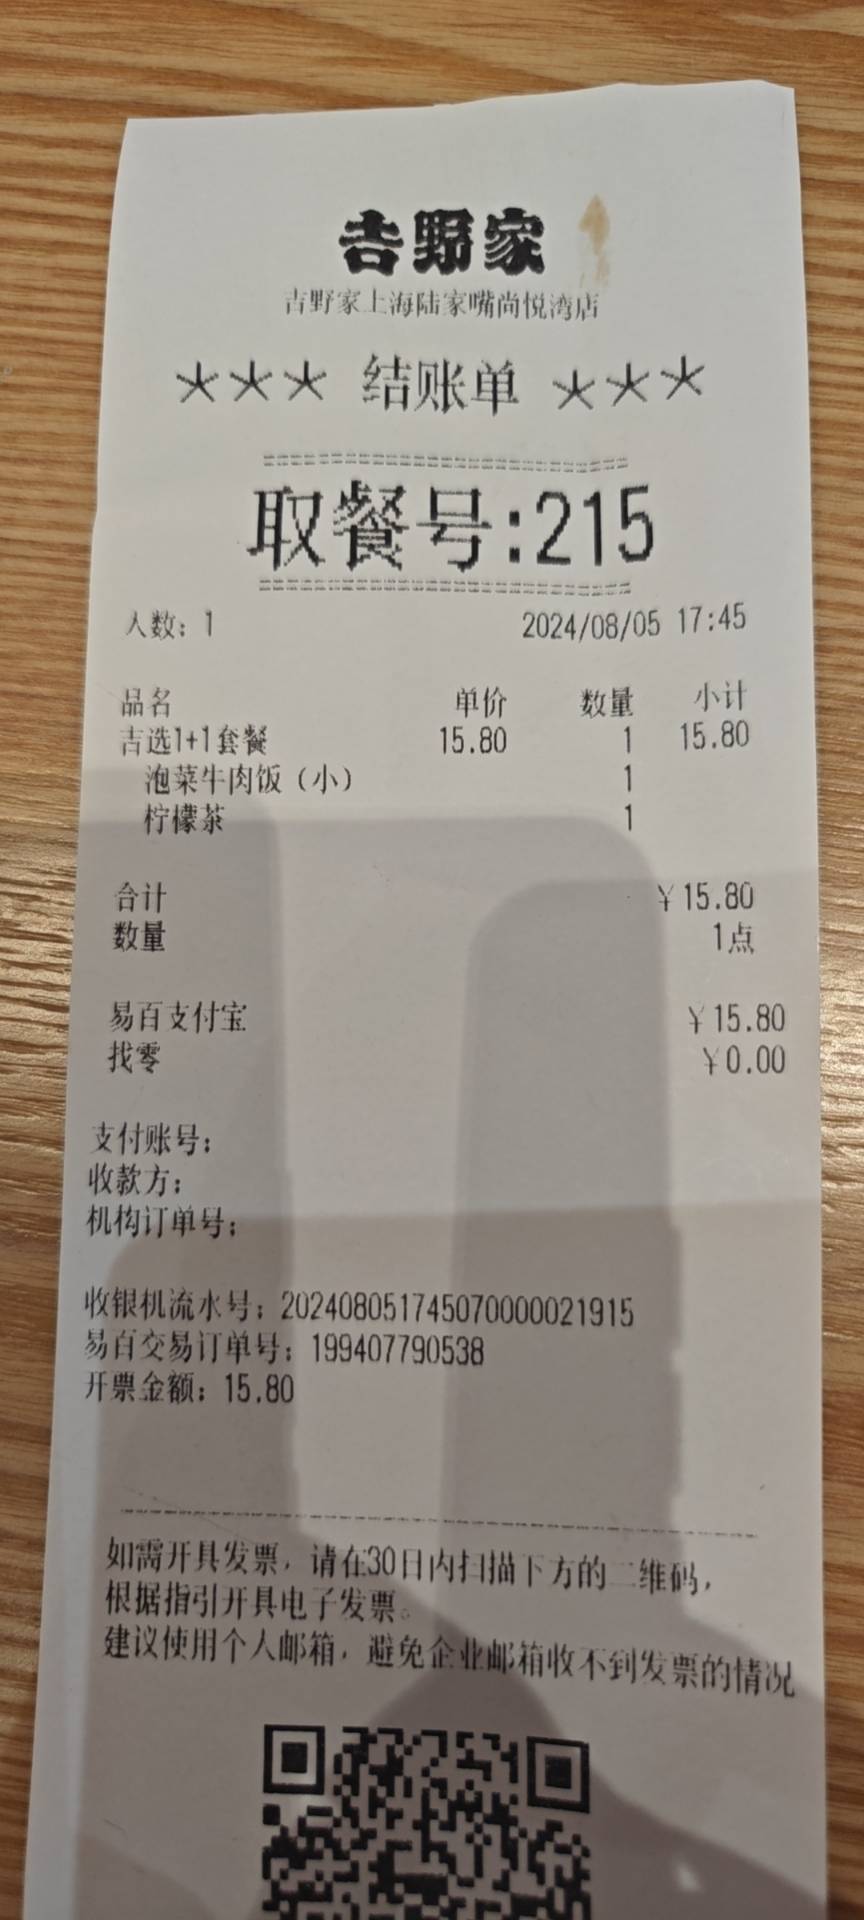 吉野家
吉野家上海陆家嘴尚悦湾店
*** 结账单 ***
取餐号:215
人数: 1 2024/08/05 17:45
品名 单价 数量 小计
吉选1+1套餐 15.80 1 15.80
泡菜牛肉饭（小） 1
柠檬茶 1
合计 ￥15.80
数量 1点
易百支付宝 ￥15.80
找零 ￥0.00
支付账号:
收款方:
机构订单号:
收银机流水号: 202408051745070000021915
易百交易订单号: 199407790538
开票金额: 15.80
如需开具发票，请在30日内扫描下方的二维码，
根据指引开具电子发票。
建议使用个人邮箱，避免企业邮箱收不到发票的情况